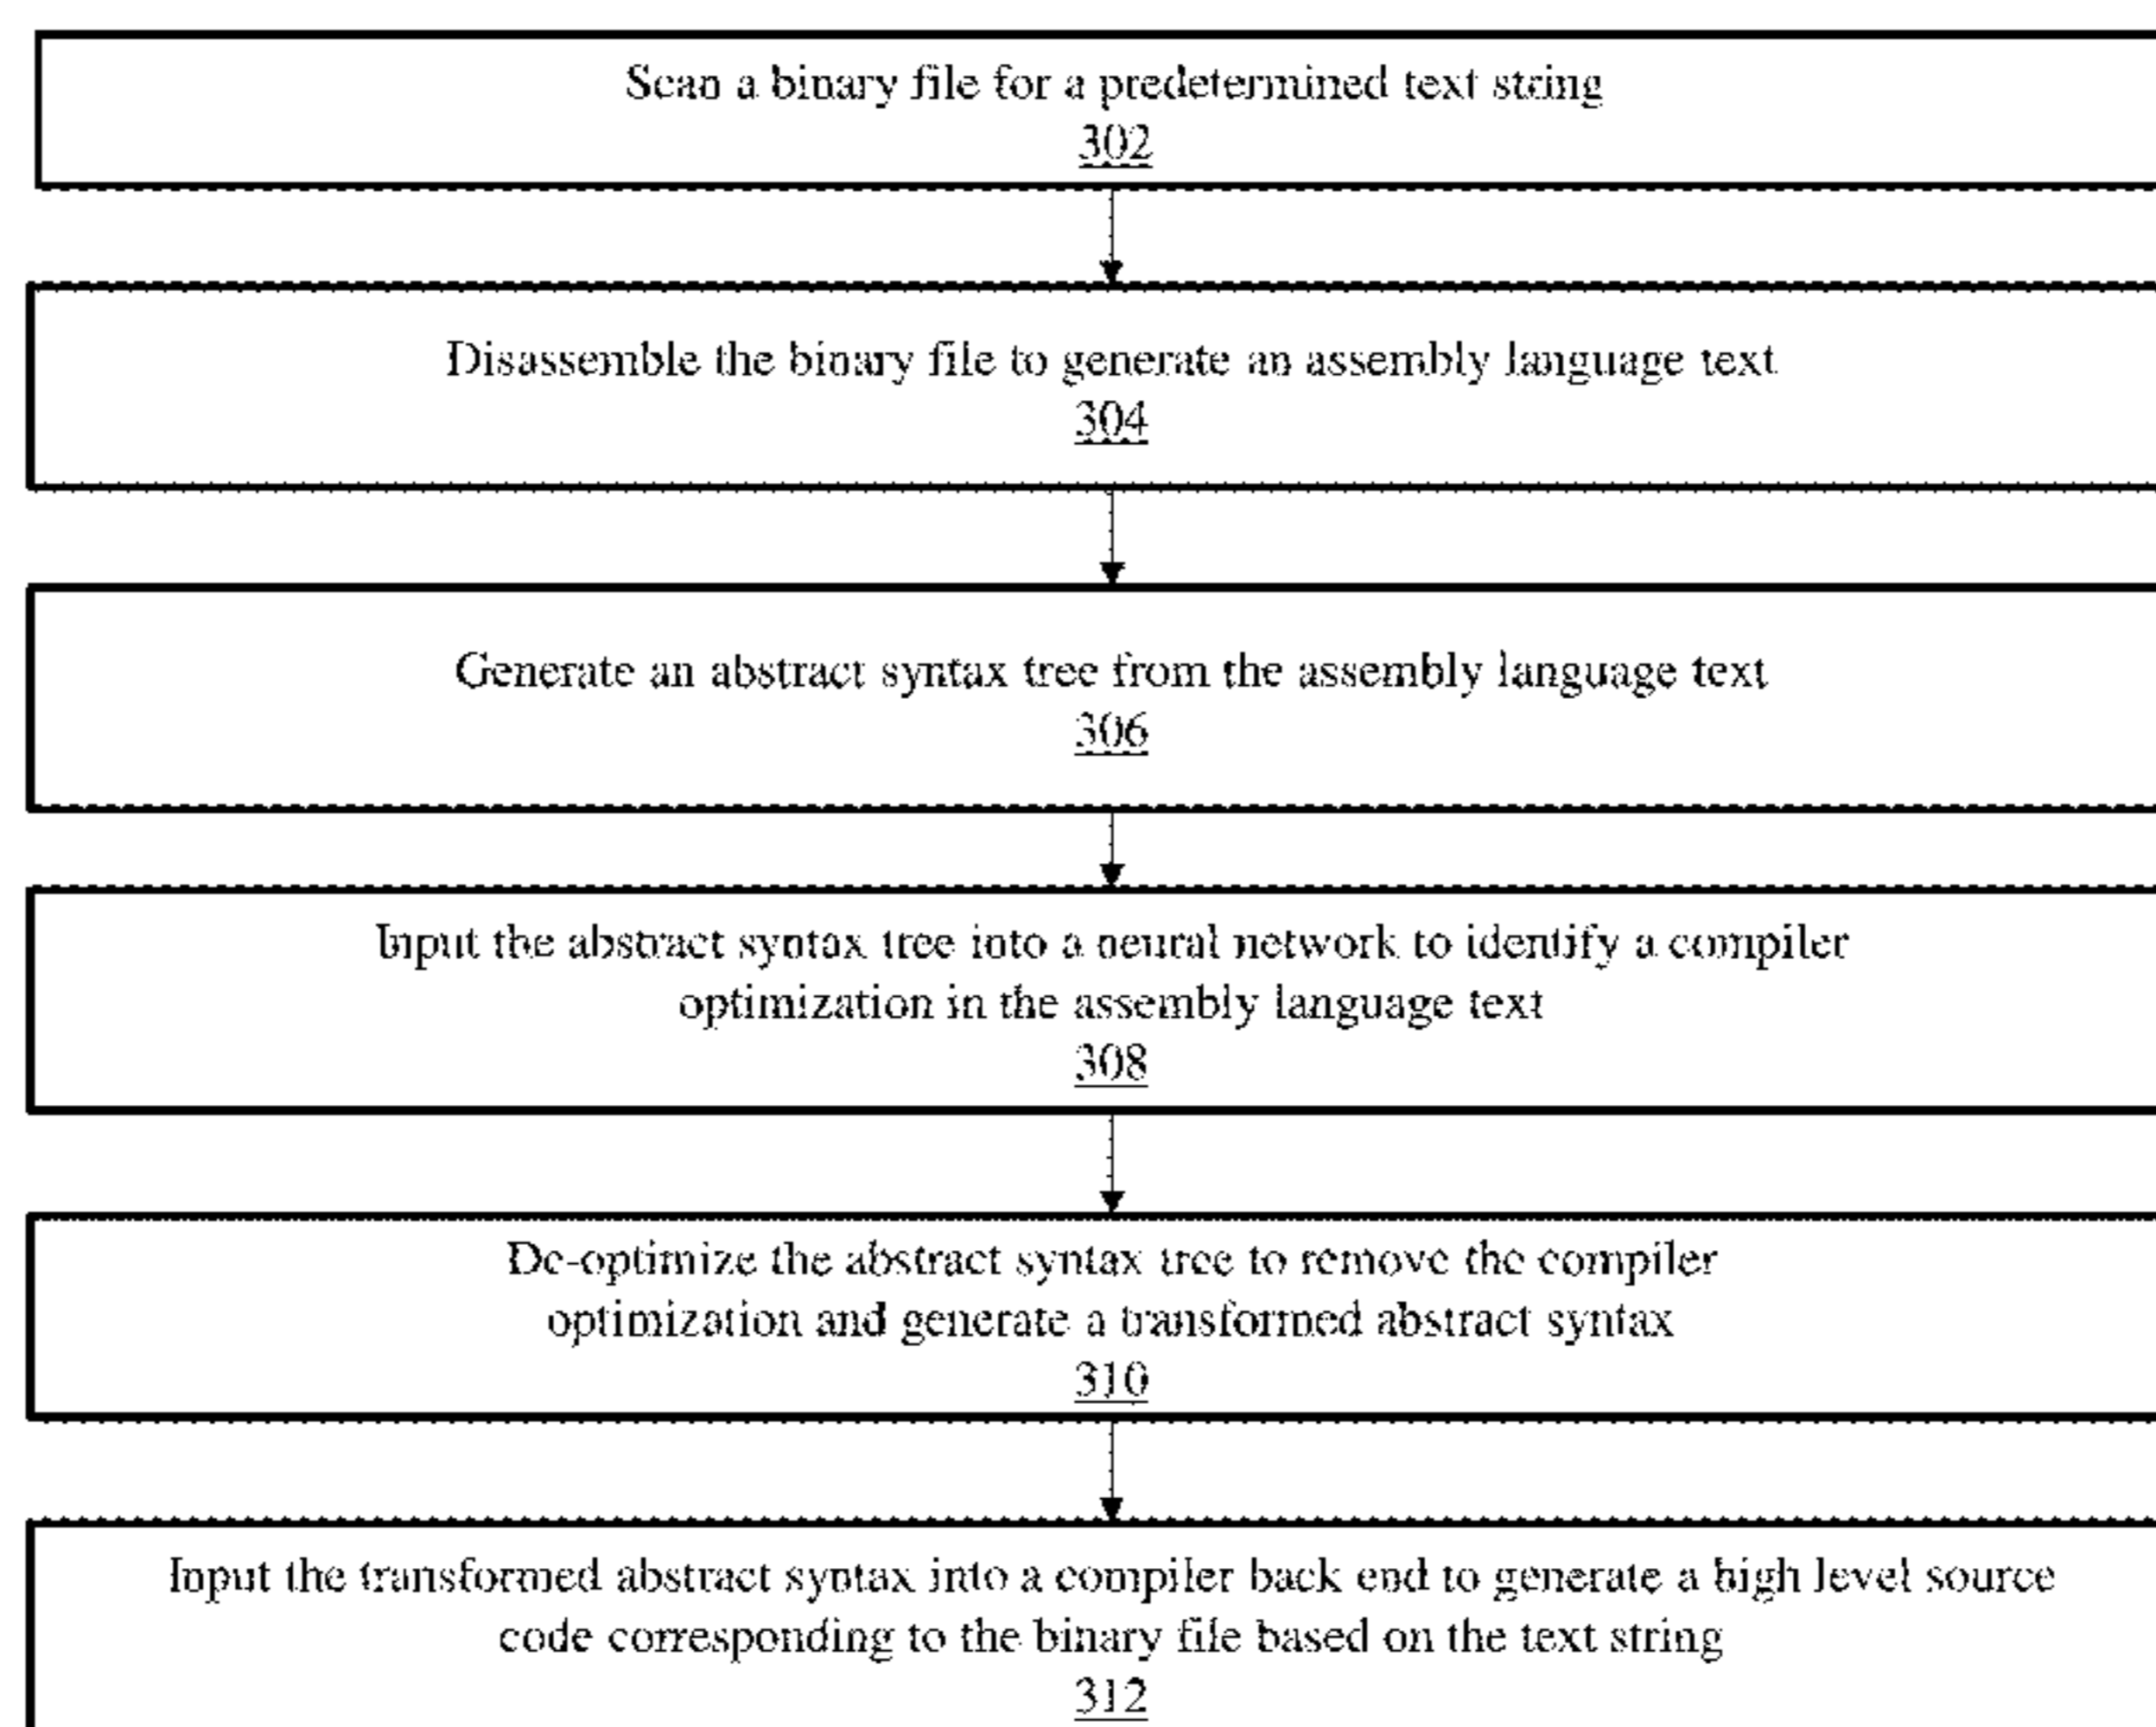 Scan a binary file for a predetermined text string
302
Disassemble the binary file to generate an assembly language text
304
Generate an abstract syntax tree from the assembly language text
306
Input the abstract syntax tree into a neural network to identify a compiler
optimization in the assembly language text
308
De-optimize the abstract syntax tree to remove the compiler
optimization and generate a transformed abstract syntax
310
Input the transformed abstract syntax into a compiler back end to generate a high level source
code corresponding to the binary file based on the text string
312